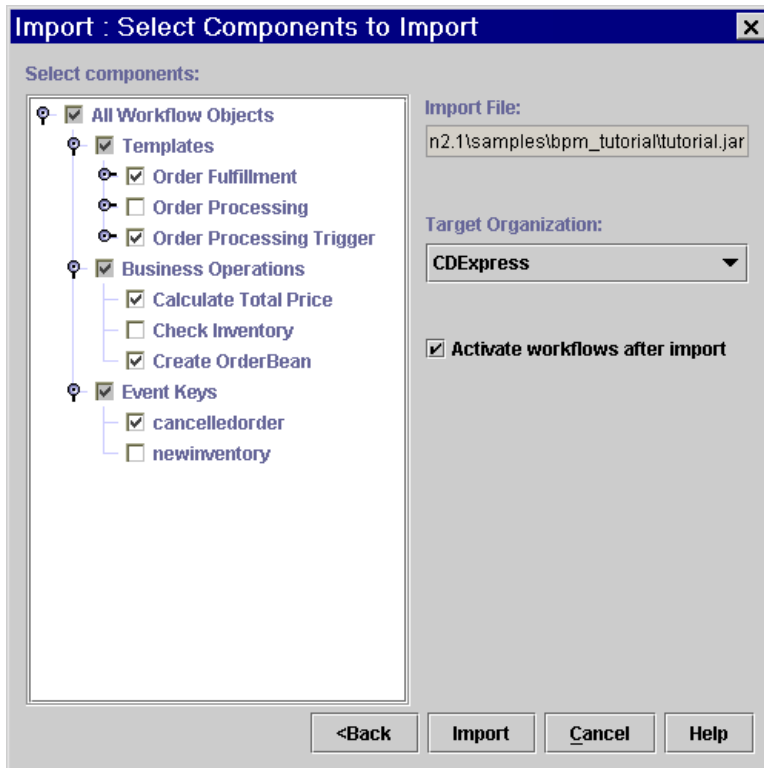 Import : Select Components to Import
Select components:
All Workflow Objects
Templates
Order Fulfillment
Order Processing
Order Processing Trigger
Business Operations
Calculate Total Price
Check Inventory
Create OrderBean
Event Keys
cancelledorder
newinventory
Import File:
n2.1\samples\bpm_tutorial\tutorial.jar
Target Organization:
CDExpress
Activate workflows after import
<Back
Import
Cancel
Help